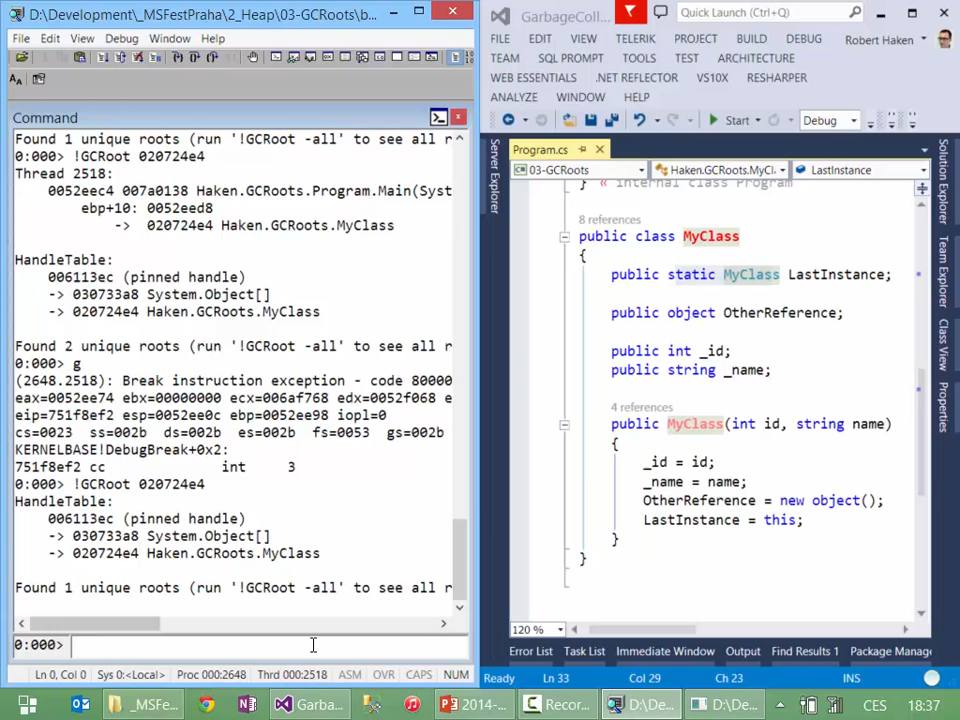 D:\Development\_MSFestPraha\2_Heap\03-GCRoots\b...
File Edit View Debug Window Help
Command
Found 1 unique roots (run '!GCRoot -all' to see all r
0:000> !GCRoot 020724e4
Thread 2518:
0052eec4 007a0138 Haken.GCRoots.Program.Main(Syst
ebp+10: 0052eed8
-> 020724e4 Haken.GCRoots.MyClass
HandleTable:
006113ec (pinned handle)
-> 030733a8 System.Object[]
-> 020724e4 Haken.GCRoots.MyClass
Found 2 unique roots (run '!GCRoot -all' to see all r
0:000> g
(2648.2518): Break instruction exception - code 80000
eax=0052ee74 ebx=00000000 ecx=006af768 edx=0052f068 e
eip=751f8ef2 esp=0052ee0c ebp=0052ee98 iopl=0
cs=0023 ss=002b ds=002b es=002b fs=0053 gs=002b
KERNELBASE!DebugBreak+0x2:
751f8ef2 cc int 3
0:000> !GCRoot 020724e4
HandleTable:
006113ec (pinned handle)
-> 030733a8 System.Object[]
-> 020724e4 Haken.GCRoots.MyClass
Found 1 unique roots (run '!GCRoot -all' to see all r
0:000>
Ln 0, Col 0 Sys 0:<Local> Proc 000:2648 Thrd 000:2518 ASM OVR CAPS NUM
GarbageColl...
Quick Launch (Ctrl+Q)
FILE EDIT VIEW TELERIK PROJECT BUILD DEBUG Robert Haken
TEAM SQL PROMPT TOOLS TEST ARCHITECTURE
WEB ESSENTIALS .NET REFLECTOR VS10X RESHARPER
ANALYZE WINDOW HELP
Start Debug
Server Explorer
Program.cs
03-GCRoots Haken.GCRoots.MyCl LastInstance
} « internal class Program
8 references
public class MyClass
{
public static MyClass LastInstance;
public object OtherReference;
public int _id;
public string _name;
4 references
public MyClass(int id, string name)
{
_id = id;
_name = name;
OtherReference = new object();
LastInstance = this;
}
}
120 %
Solution Explorer
Team Explorer
Class View
Properties
Error List Task List Immediate Window Output Find Results 1 Package Manag
Ready Ln 33 Col 29 Ch 23 INS
_MSFe... Garba... 2014-... Recor... D:\De... D:\De... CES 18:37